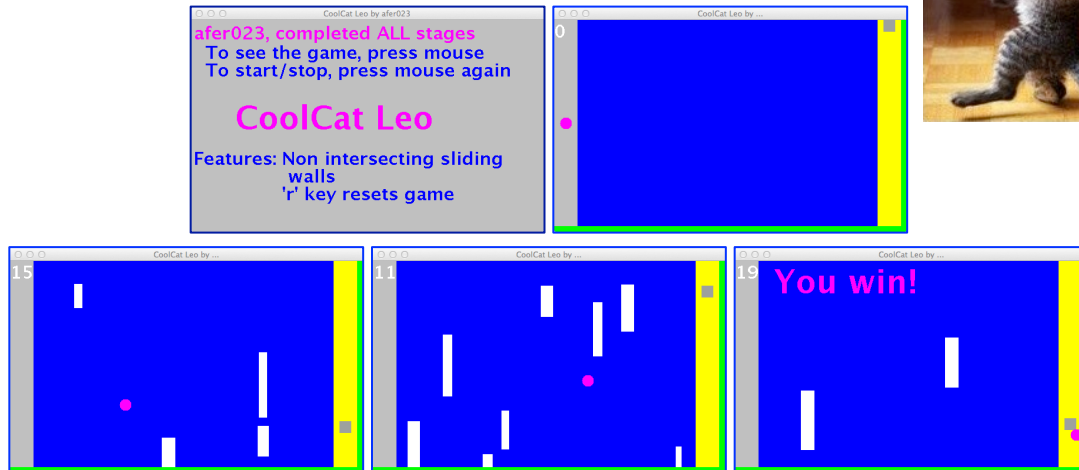 CoolCat Leo by afer023
afer023, completed ALL stages
To see the game, press mouse
To start/stop, press mouse again
CoolCat Leo
Features: Non intersecting sliding
walls
'r' key resets game
CoolCat Leo by ...
0
CoolCat Leo by ...
15
CoolCat Leo by ...
11
CoolCat Leo by ...
19
You win!